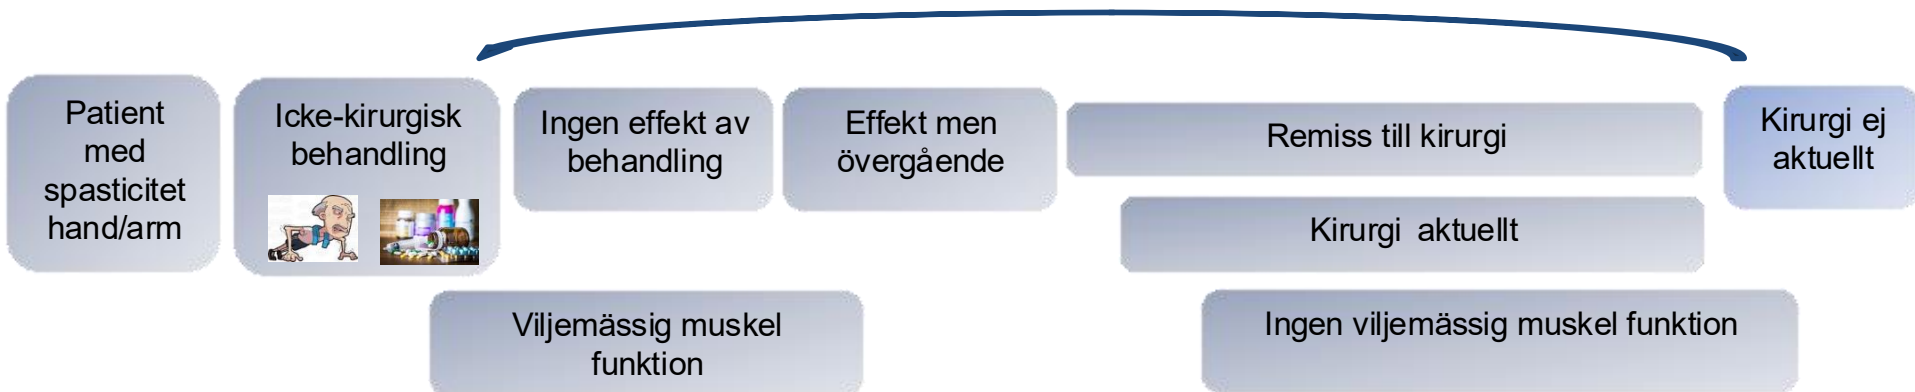 Patient
med
spasticitet
hand/arm
Icke-kirurgisk
behandling
Ingen effekt av
behandling
Effekt men
övergående
Remiss till kirurgi
Kirurgi ej
aktuellt
Kirurgi aktuellt
Viljemässig muskel
funktion
Ingen viljemässig muskel funktion